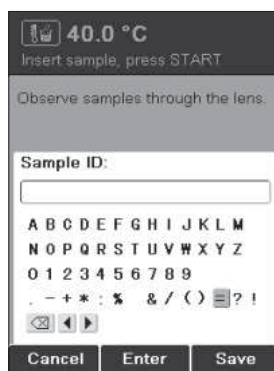 40.0 °C
Insert sample, press START
Observe samples through the lens.
Sample ID:
A B C D E F G H I J K L M
N O P Q R S T U V W X Y Z
0 1 2 3 4 5 6 7 8 9
. - + * : % & / ( ) = ? !
Cancel Enter Save